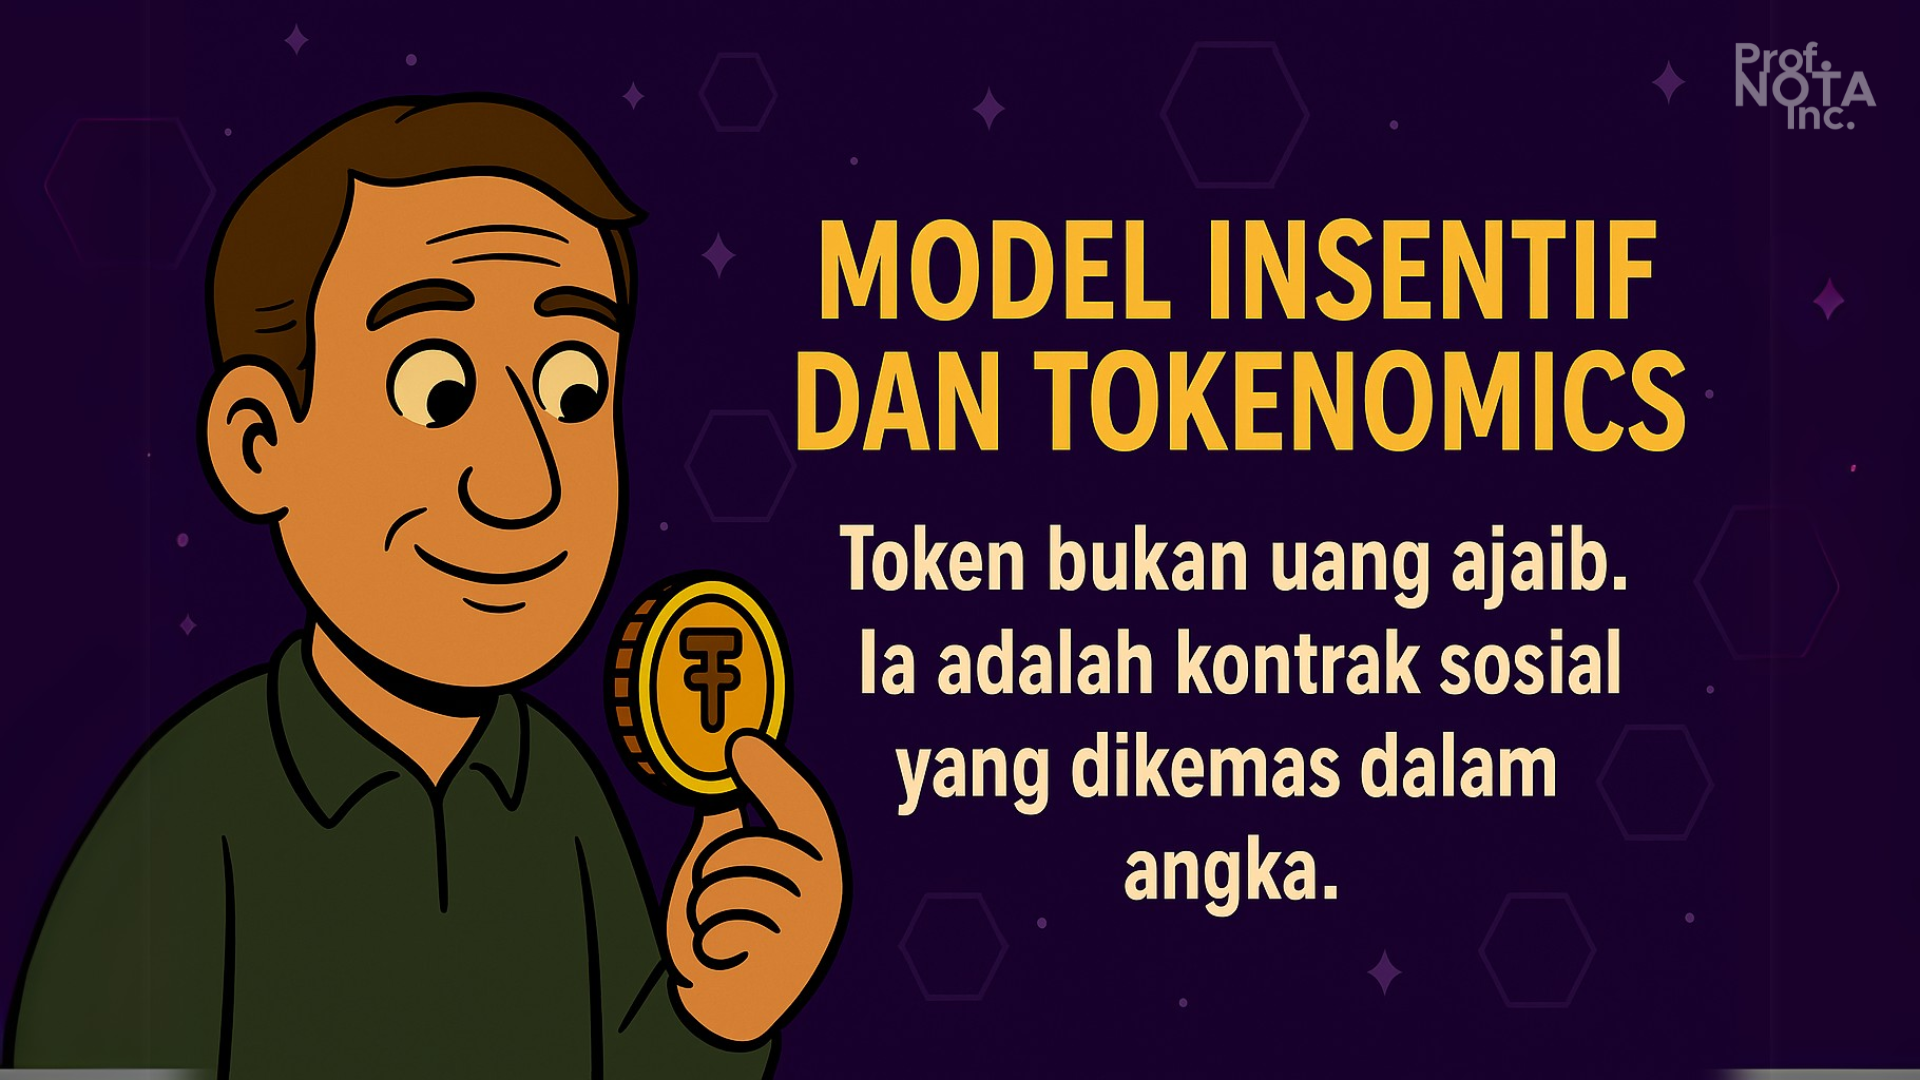 Prof.
NOTA
Inc.
MODEL INSENTIF
DAN TOKENOMICS
Token bukan uang ajaib.
Ia adalah kontrak sosial
yang dikemas dalam
angka.